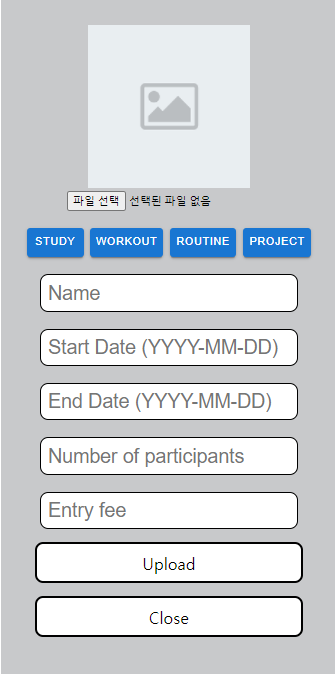 파일 선택 선택된 파일 없음
STUDY WORKOUT ROUTINE PROJECT
Name
Start Date (YYYY-MM-DD)
End Date (YYYY-MM-DD)
Number of participants
Entry fee
Upload
Close